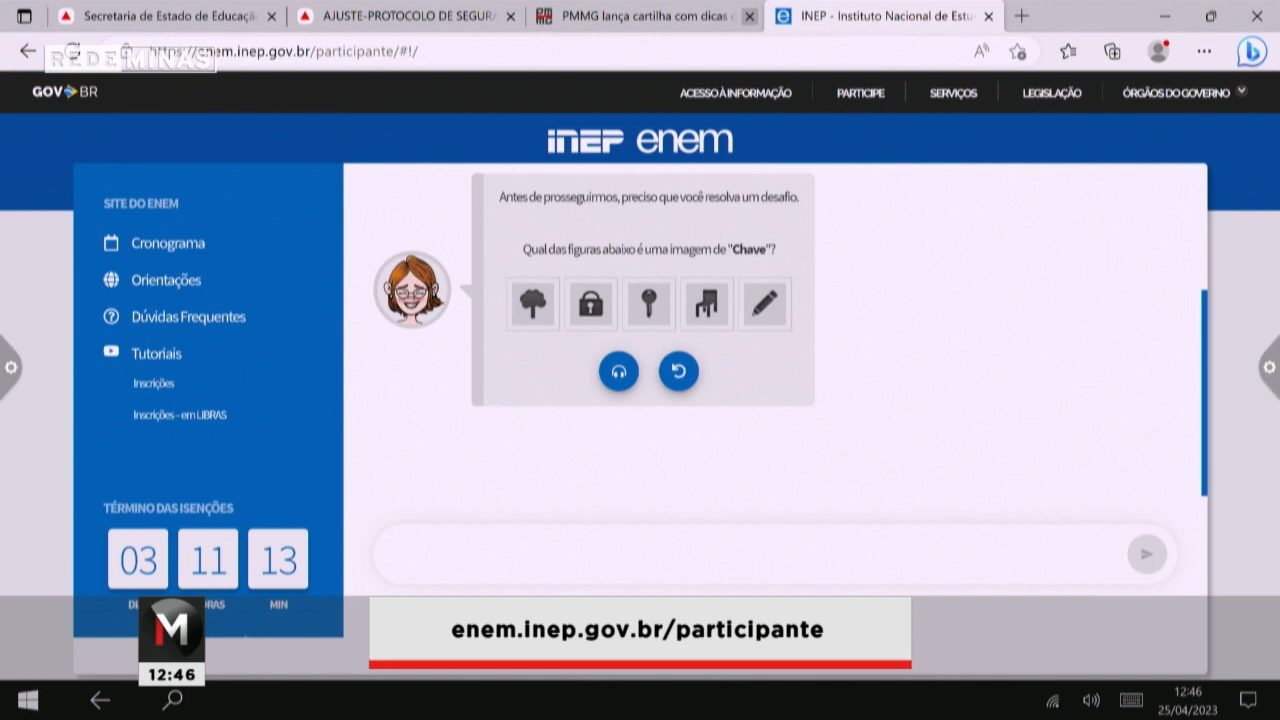 Secretaria de Estado de Educaçã
AJUSTE-PROTOCOLO DE SEGURA
PMMG lança cartilha com dicas
INEP - Instituto Nacional de Estu
https://enem.inep.gov.br/participante/#!/
REDE MINAS
GOV BR
ACESSO À INFORMAÇÃO
PARTICIPE
SERVIÇOS
LEGISLAÇÃO
ÓRGÃOS DO GOVERNO
inep enem
SITE DO ENEM
Cronograma
Orientações
Dúvidas Frequentes
Tutoriais
Inscrições
Inscrições – em LIBRAS
TÉRMINO DAS ISENÇÕES
03 11 13
MIN
Antes de prosseguirmos, preciso que você resolva um desafio.
Qual das figuras abaixo é uma imagem de "Chave"?
enem.inep.gov.br/participante
M
12:46
12:46
25/04/2023